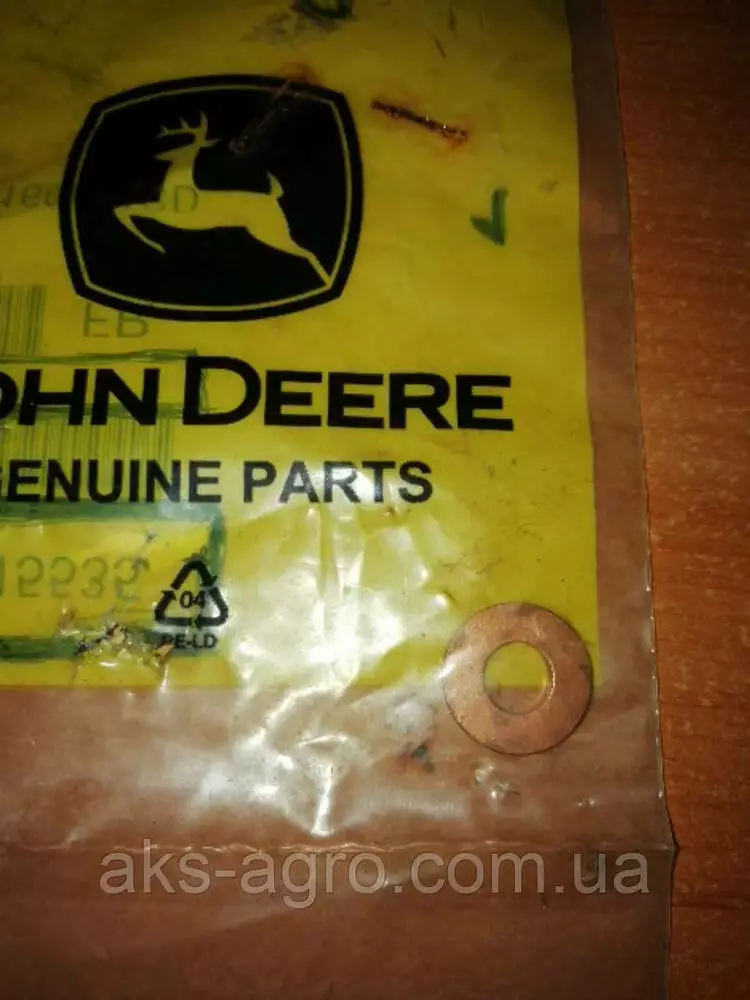 OHN DEERE
GENUINE PARTS
04
PE-LD
aks-agro.com.ua